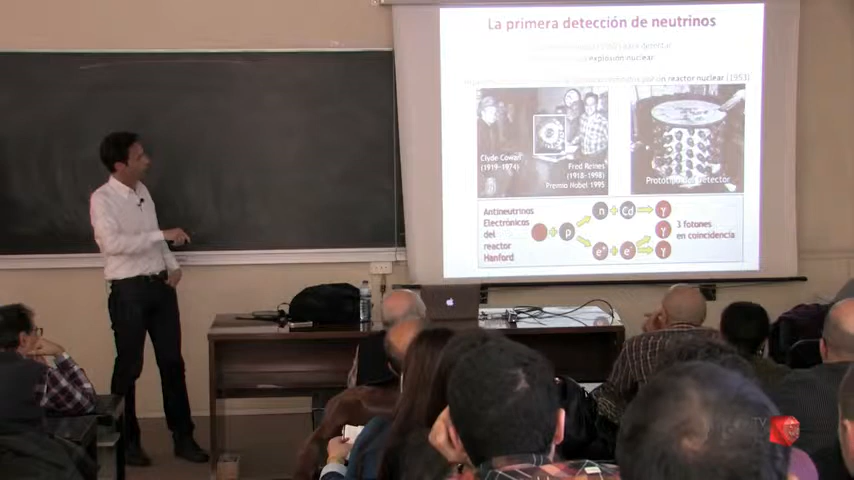 La primera detección de neutrinos
explosión nuclear
por un reactor nuclear (1953)
Clyde Cowan
(1919-1974)
Fred Reines
(1918-1998)
Premio Nobel 1995
Prototipo del detector
Antineutrinos
Electrónicos
del
reactor
Hanford
+ p
n + Cd γ
γ
e⁺ + e⁻ γ
3 fotones
en coincidencia